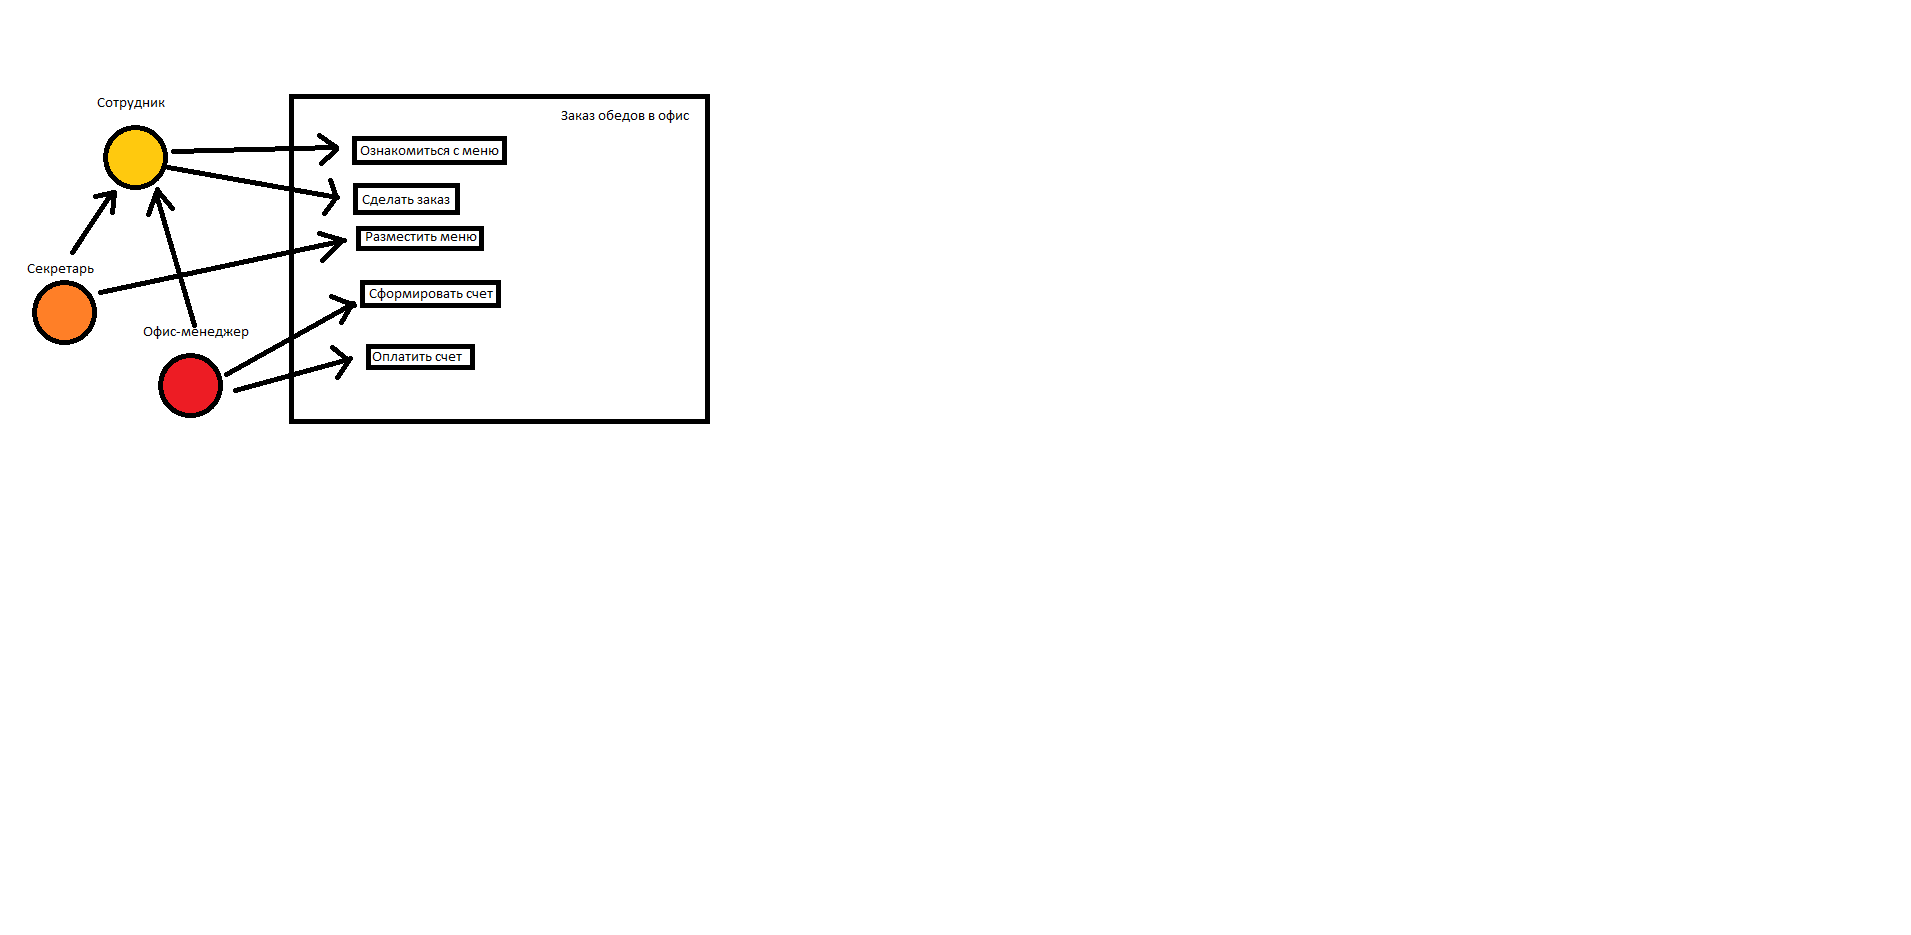 Сотрудник
Заказ обедов в офис
Ознакомиться с меню
Сделать заказ
Разместить меню
Секретарь
Сформировать счет
Офис-менеджер
Оплатить счет